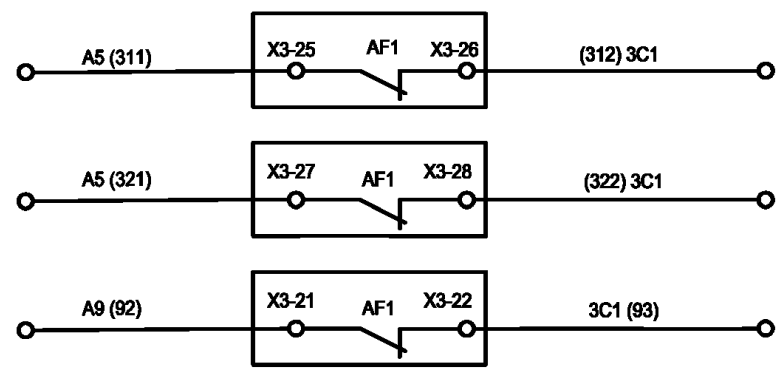 A5 (311) X3-25 AF1 X3-26 (312) 3C1
A5 (321) X3-27 AF1 X3-28 (322) 3C1
A9 (92) X3-21 AF1 X3-22 3C1 (93)